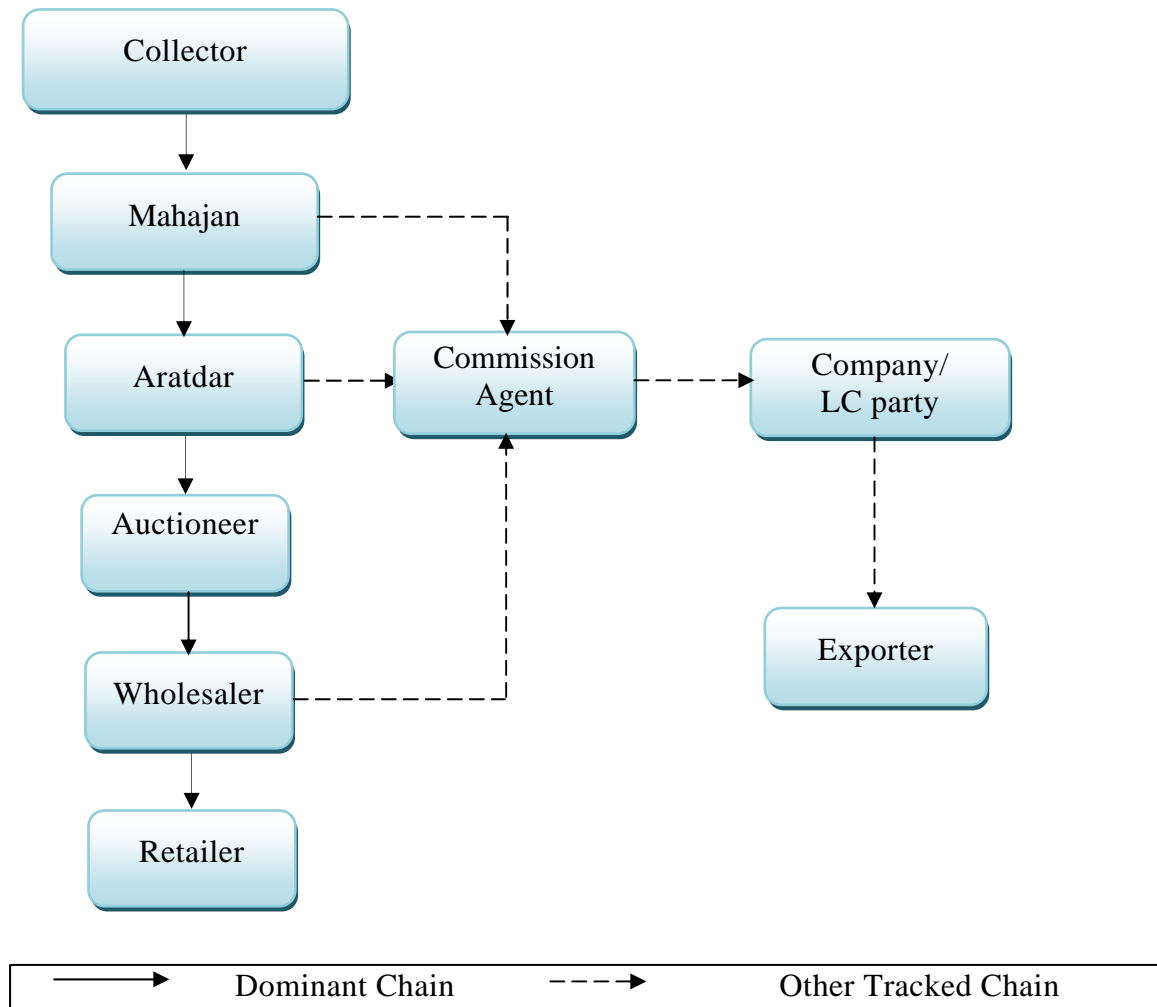 Collector
Mahajan
Aratdar
Commission
Agent
Company/
LC party
Auctioneer
Wholesaler
Exporter
Retailer
Dominant Chain
Other Tracked Chain